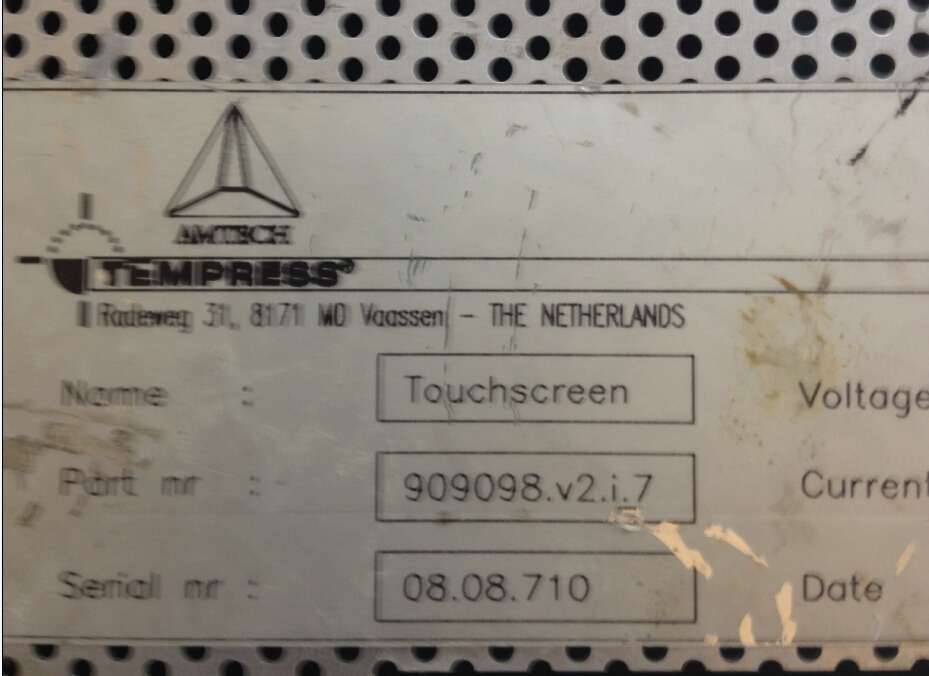 AMTECH
TEMPRESS®
Radeweg 31, 8171 MD Vaassen - THE NETHERLANDS
Name : Touchscreen Voltage
Part nr : 909098.v2.i.7 Current
Serial nr : 08.08.710 Date